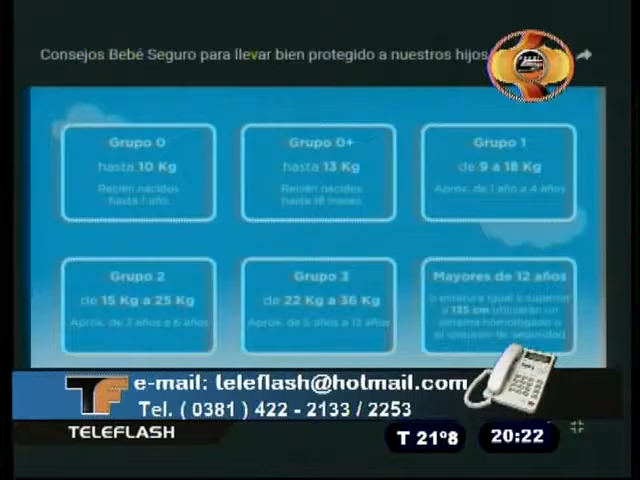 Consejos Bebé Seguro para llevar bien protegido a nuestros hijos
Grupo 0
hasta 10 Kg
Recien nacidos
hasta 1 año.
Grupo 0+
hasta 13 Kg
Recien nacidos
hasta 18 meses
Grupo 1
de 9 a 18 Kg
Aprox. de 1 año a 4 años
Grupo 2
de 15 Kg a 25 Kg
Aprox. de 3 años a 6 años
Grupo 3
de 22 Kg a 36 Kg
Aprox. de 5 años a 12 años
Mayores de 12 años
o estatura igual o superior
a 135 cm utilizarán un
sistema homologado o
el cinturón de seguridad
TF
e-mail: teleflash@hotmail.com
Tel. ( 0381 ) 422 - 2133 / 2253
TELEFLASH
T 21º8
20:22